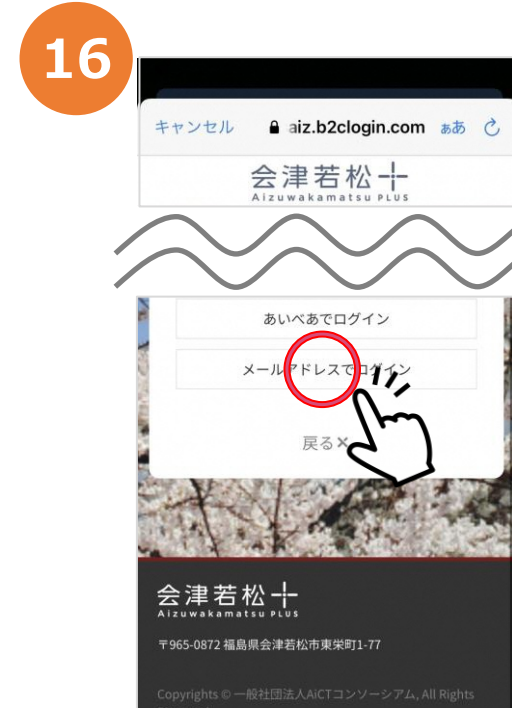 16
キャンセル aiz.b2clogin.com ぁあ
会津若松
Aizuwakamatsu PLUS
あいべあでログイン
メールアドレスでログイン
戻る×
会津若松
Aizuwakamatsu PLUS
〒965-0872 福島県会津若松市東栄町1-77
Copyrights © 一般社団法人AiCTコンソーシアム, All Rights